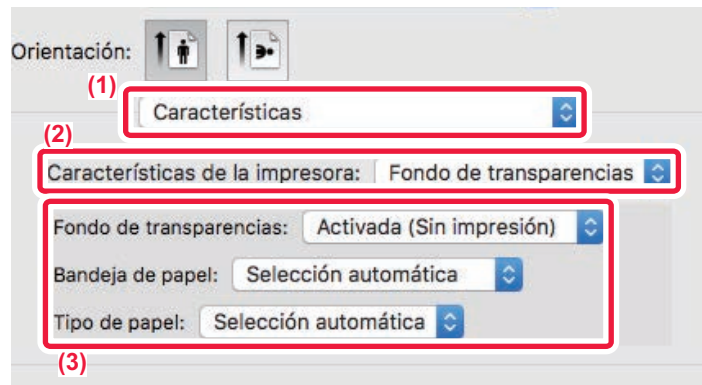 Orientación:
(1)
Características
(2)
Características de la impresora: Fondo de transparencias
Fondo de transparencias: Activada (Sin impresión)
Bandeja de papel: Selección automática
Tipo de papel: Selección automática
(3)